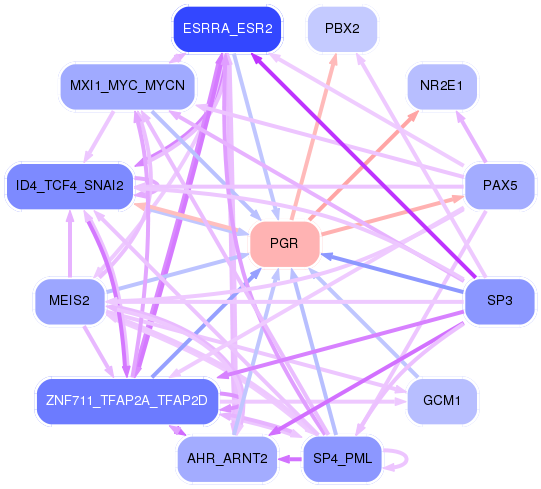 ESRRA_ESR2
PBX2
MXI1_MYC_MYCN
NR2E1
ID4_TCF4_SNAI2
PAX5
PGR
MEIS2
SP3
ZNF711_TFAP2A_TFAP2D
GCM1
AHR_ARNT2
SP4_PML